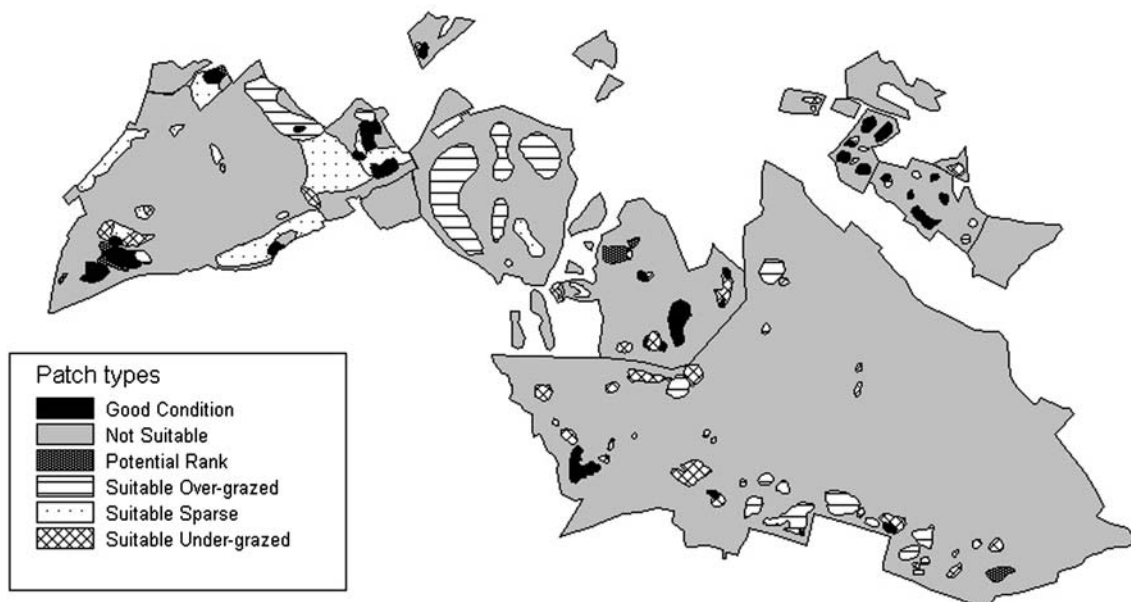 Patch types
Good Condition
Not Suitable
Potential Rank
Suitable Over-grazed
Suitable Sparse
Suitable Under-grazed